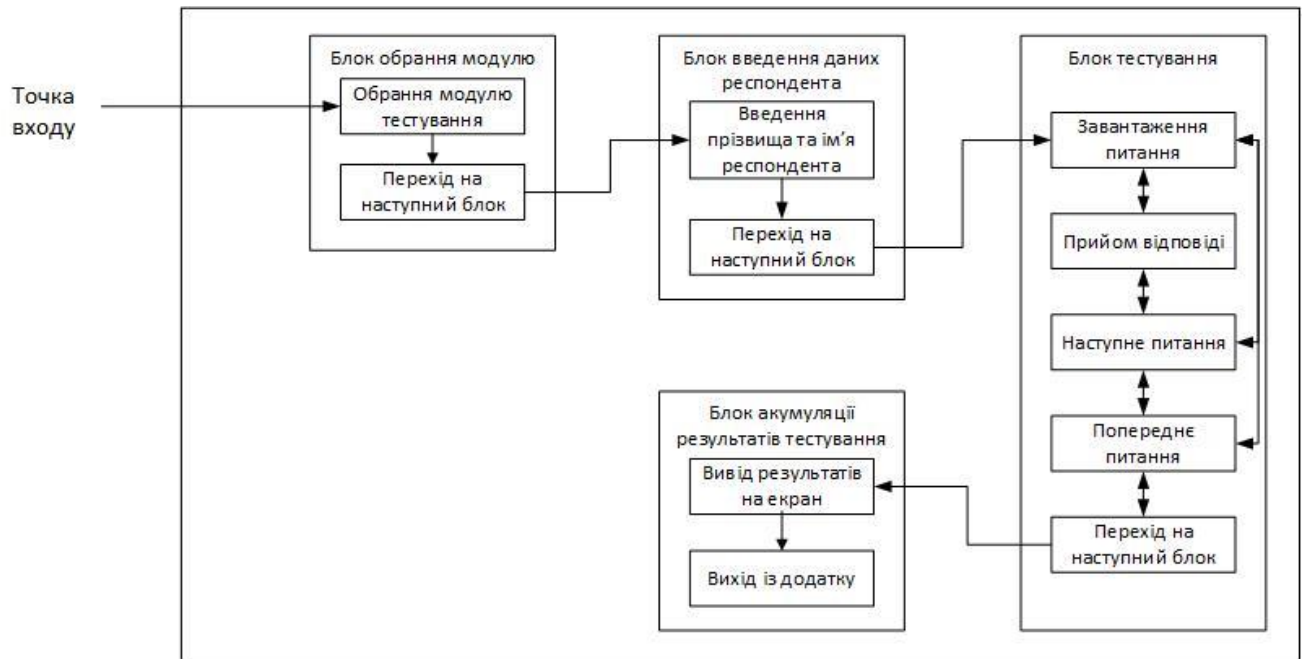 Точка
входу
Блок обрання модулю
Обрання модулю
тестування
Перехід на
наступний блок
Блок введення даних
респондента
Введення
прізвища та ім’я
респондента
Перехід на
наступний блок
Блок тестування
Завантаження
питання
Прийом відповіді
Наступне питання
Попереднє
питання
Перехід на
наступний блок
Блок акумуляції
результатів тестування
Вивід результатів
на екран
Вихід із додатку